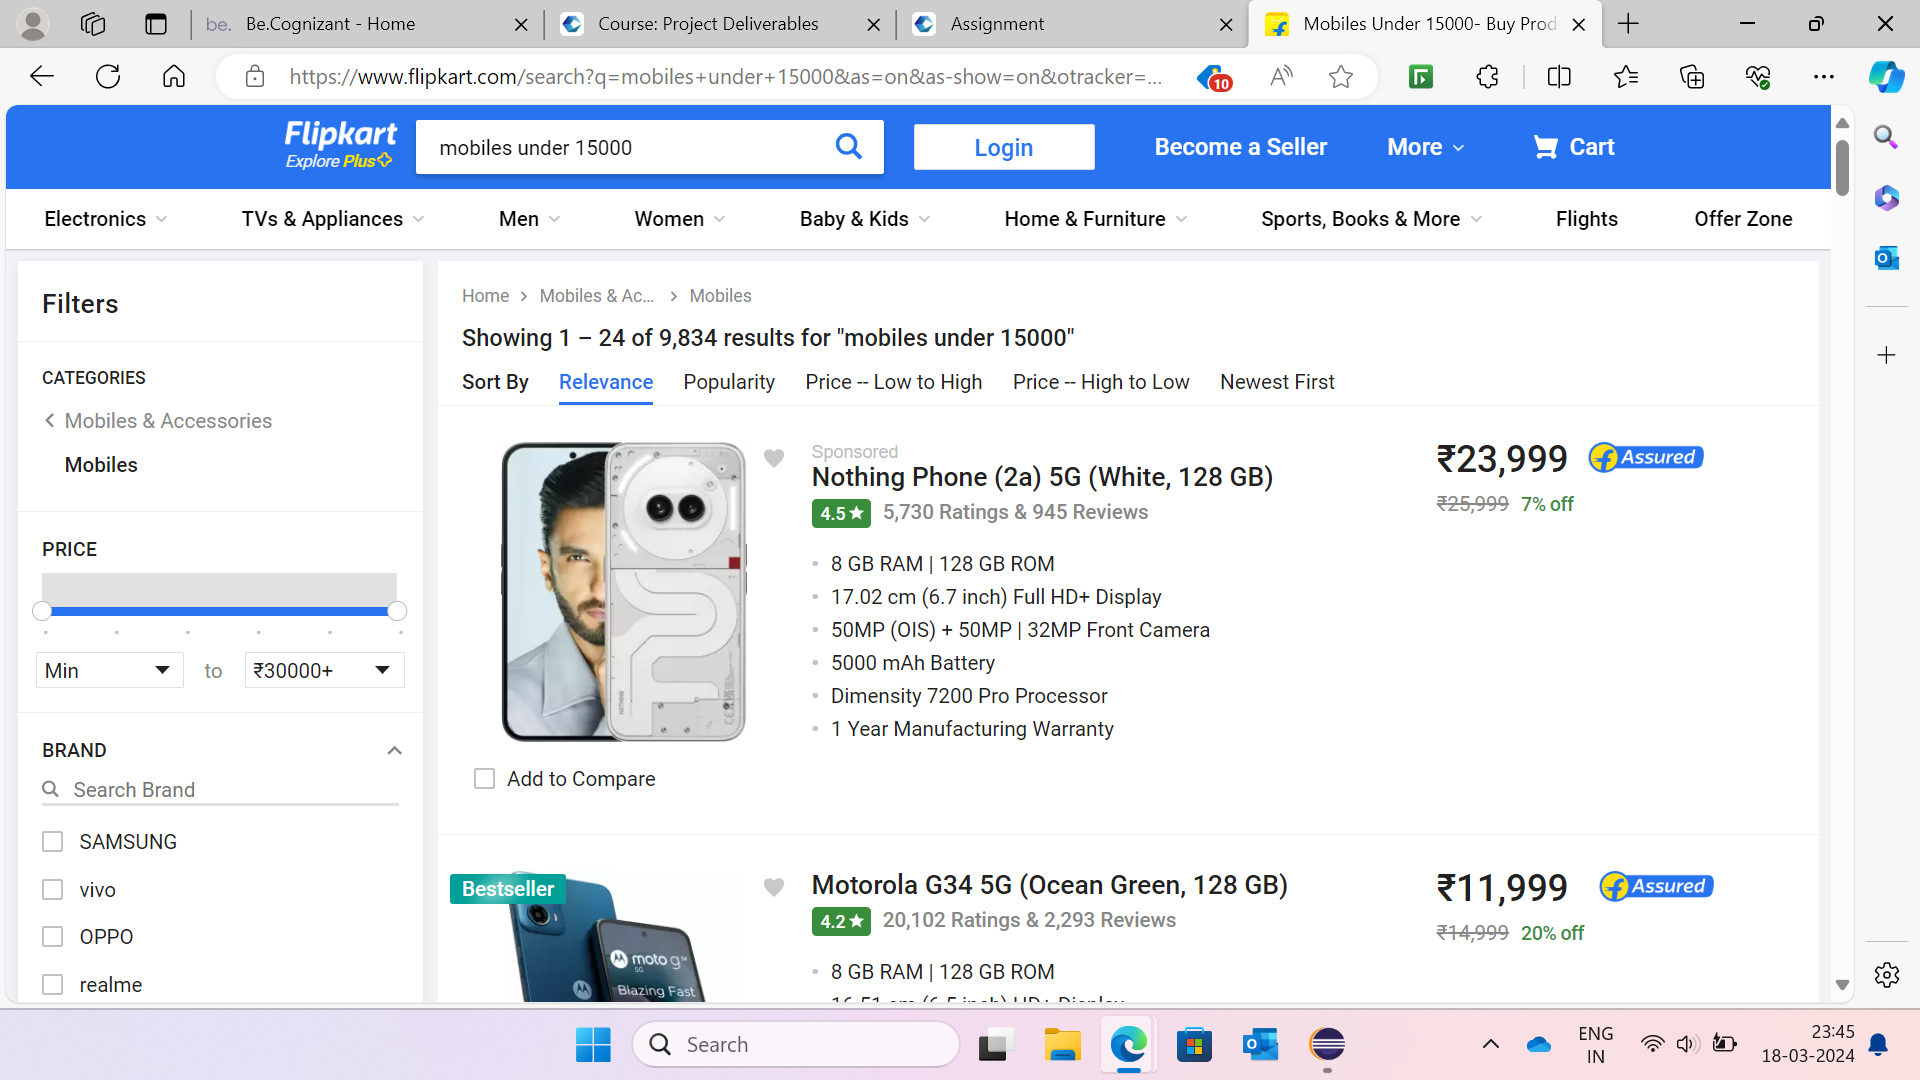 be. Be.Cognizant - Home
Course: Project Deliverables
Assignment
Mobiles Under 15000- Buy Prod
https://www.flipkart.com/search?q=mobiles+under+15000&as=on&as-show=on&otracker=...
10
Flipkart
Explore Plus
mobiles under 15000
Login
Become a Seller
More
Cart
Electronics
TVs & Appliances
Men
Women
Baby & Kids
Home & Furniture
Sports, Books & More
Flights
Offer Zone
Filters
CATEGORIES
Mobiles & Accessories
Mobiles
PRICE
Min
to
₹30000+
BRAND
Search Brand
SAMSUNG
vivo
OPPO
realme
Home
Mobiles & Ac...
Mobiles
Showing 1 – 24 of 9,834 results for "mobiles under 15000"
Sort By
Relevance
Popularity
Price -- Low to High
Price -- High to Low
Newest First
Sponsored
Nothing Phone (2a) 5G (White, 128 GB)
4.5★ 5,730 Ratings & 945 Reviews
8 GB RAM | 128 GB ROM
17.02 cm (6.7 inch) Full HD+ Display
50MP (OIS) + 50MP | 32MP Front Camera
5000 mAh Battery
Dimensity 7200 Pro Processor
1 Year Manufacturing Warranty
₹23,999
Assured
₹25,999 7% off
Add to Compare
Bestseller
moto g34
5G
Blazing Fast
Motorola G34 5G (Ocean Green, 128 GB)
4.2★ 20,102 Ratings & 2,293 Reviews
8 GB RAM | 128 GB ROM
16.51 cm (6.5 inch) HD+ Display
₹11,999
Assured
₹14,999 20% off
Search
ENG
IN
23:45
18-03-2024